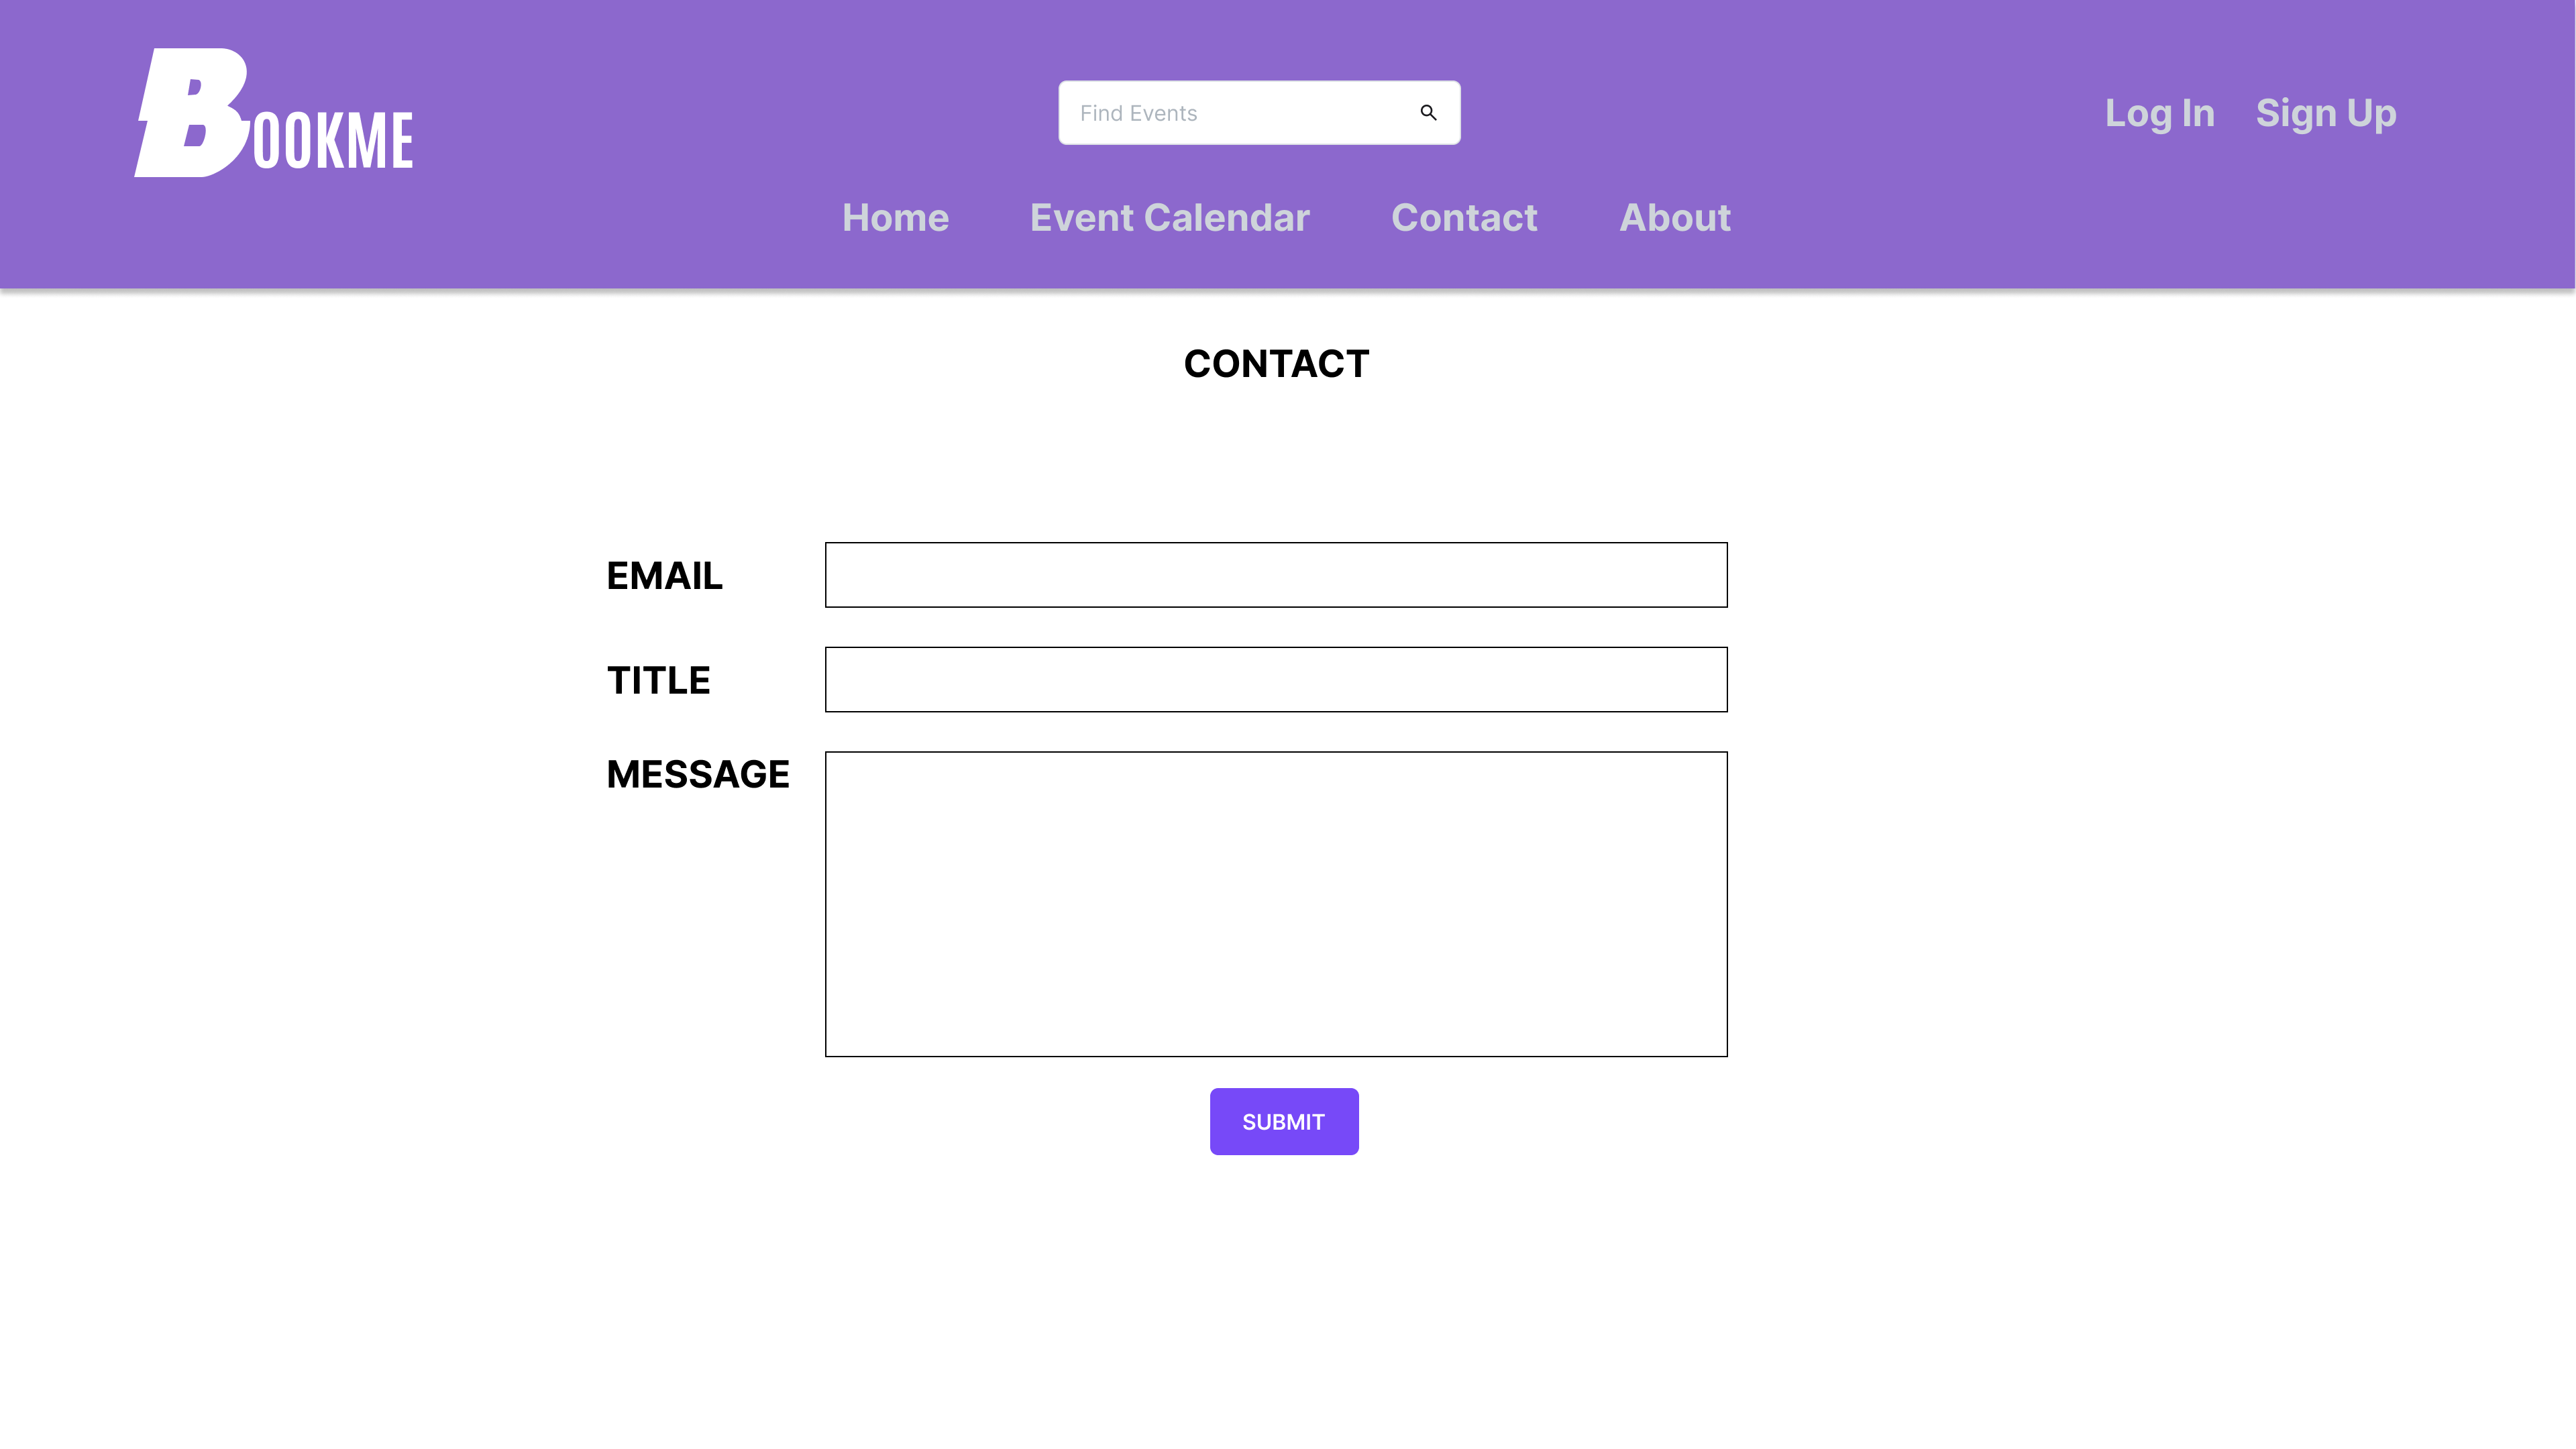 BOOKME
Find Events
Log In Sign Up
Home Event Calendar Contact About
CONTACT
EMAIL
TITLE
MESSAGE
SUBMIT